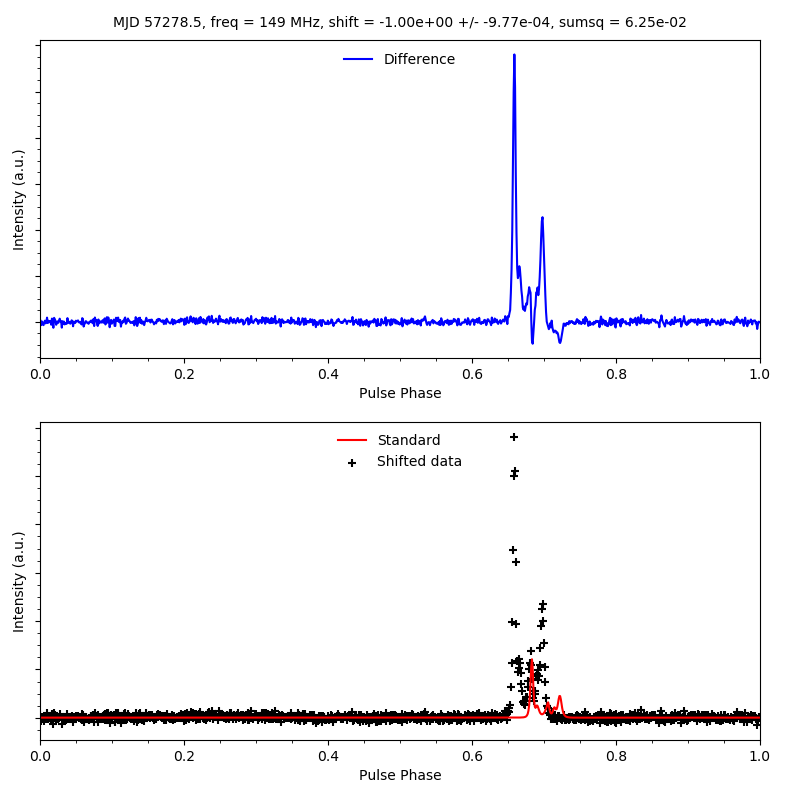 MJD 57278.5, freq = 149 MHz, shift = -1.00e+00 +/- -9.77e-04, sumsq = 6.25e-02
Difference
Intensity (a.u.)
0.0 0.2 0.4 0.6 0.8 1.0
Pulse Phase
Standard
Shifted data
Intensity (a.u.)
0.0 0.2 0.4 0.6 0.8 1.0
Pulse Phase